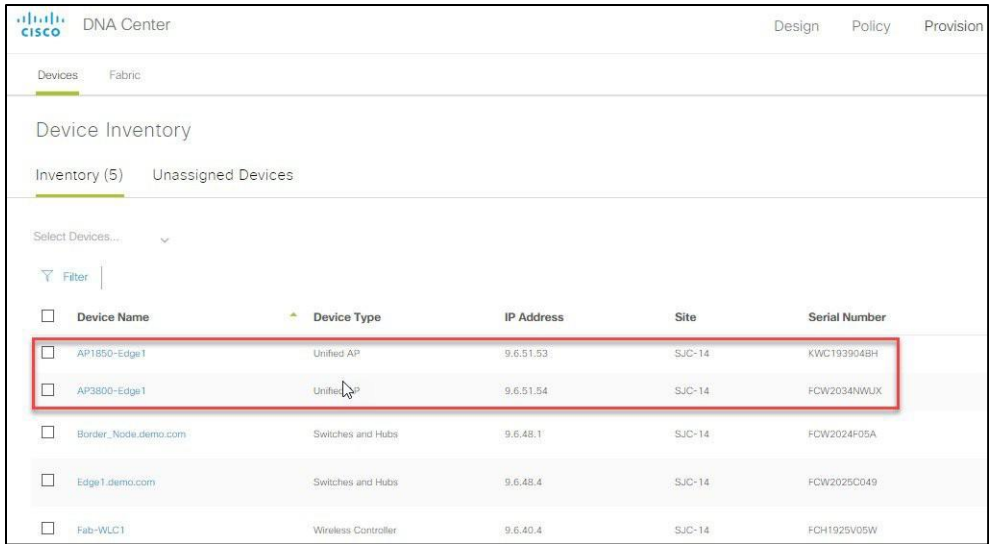 CISCO DNA Center Design Policy Provision
Devices Fabric
Device Inventory
Inventory (5) Unassigned Devices
Select Devices...
Filter
Device Name Device Type IP Address Site Serial Number
AP1850-Edge1 Unified AP 9.6.51.53 SJC-14 KWC193904BH
AP3800-Edge1 Unified 9.6.51.54 SJC-14 FCW2034NWUX
Border_Node.demo.com Switches and Hubs 9.6.48.1 SJC-14 FCW2024F05A
Edge1.demo.com Switches and Hubs 9.6.48.4 SJC-14 FCW2025C049
Fab-WLC1 Wireless Controller 9.6.40.4 SJC-14 FCH1925V05W